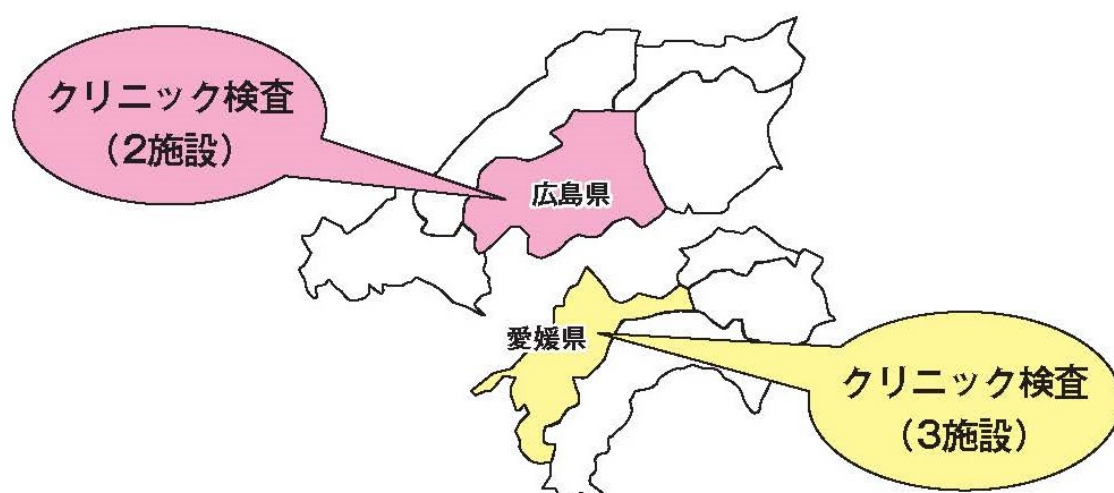 クリニック検査
（2施設）
広島県
愛媛県
クリニック検査
（3施設）